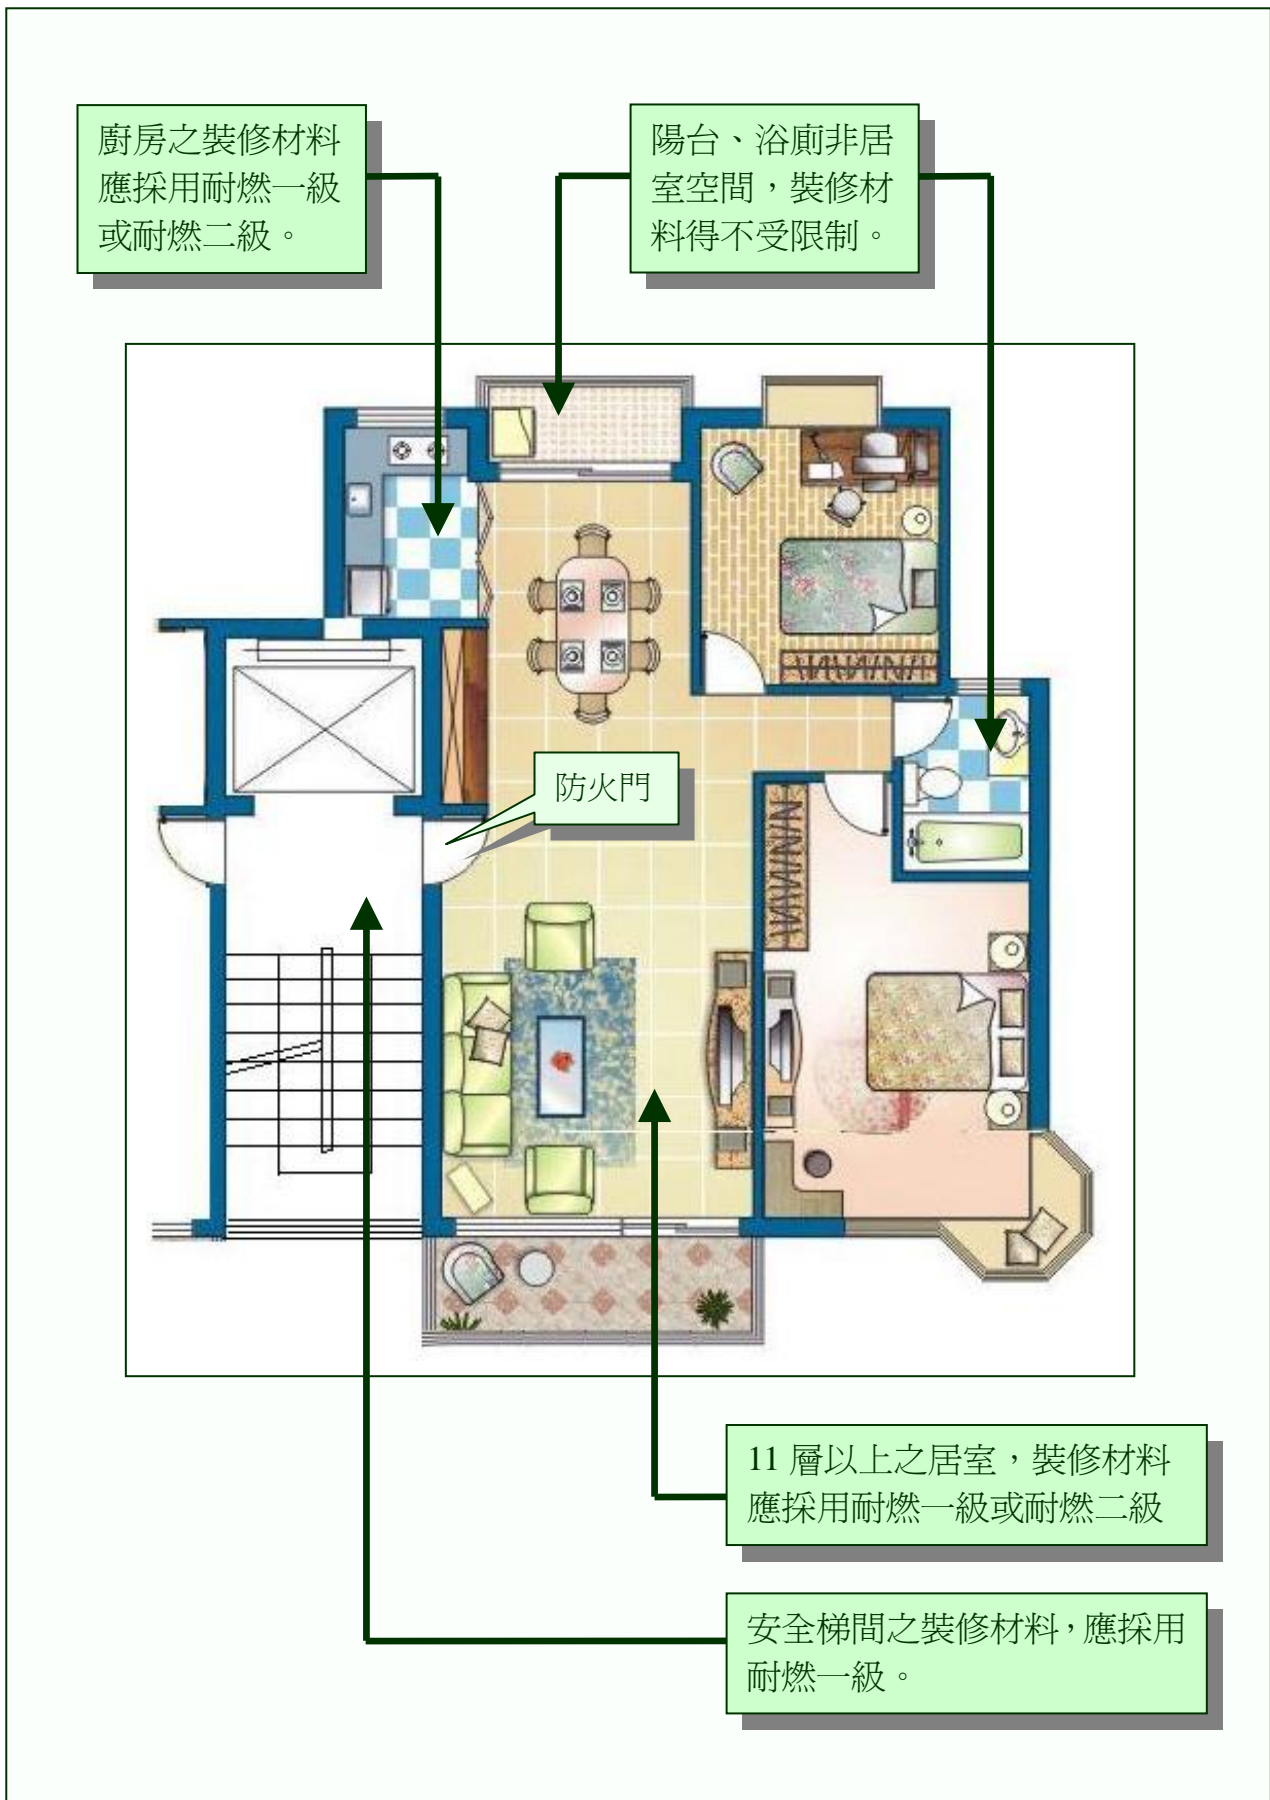 廚房之裝修材料
應採用耐燃一級
或耐燃二級。
陽台、浴廁非居
室空間，裝修材
料得不受限制。
防火門
11 層以上之居室，裝修材料
應採用耐燃一級或耐燃二級
安全梯間之裝修材料，應採用
耐燃一級。